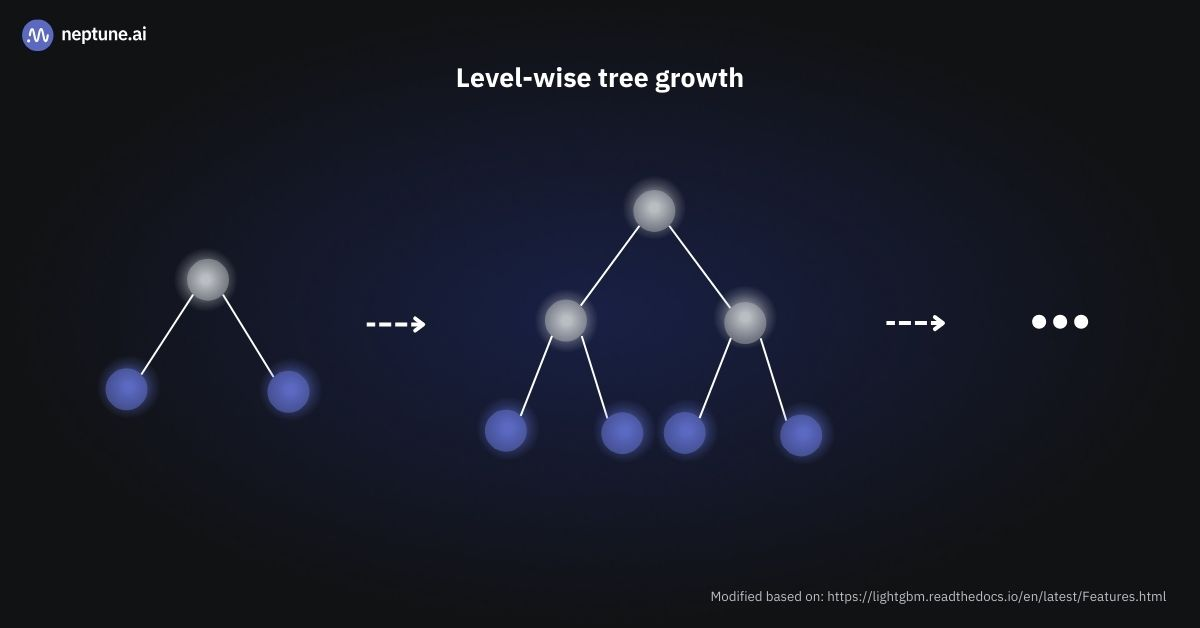 neptune.ai
Level-wise tree growth
Modified based on: https://lightgbm.readthedocs.io/en/latest/Features.html